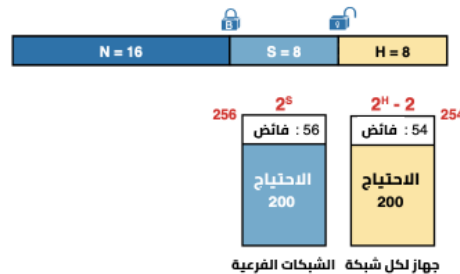 B
N = 16
S = 8
H = 8
256
2ˢ
2ᴴ - 2
254
فائض : 56
فائض : 54
الاحتياج
200
الاحتياج
200
الشبكات الفرعية
جهاز لكل شبكة